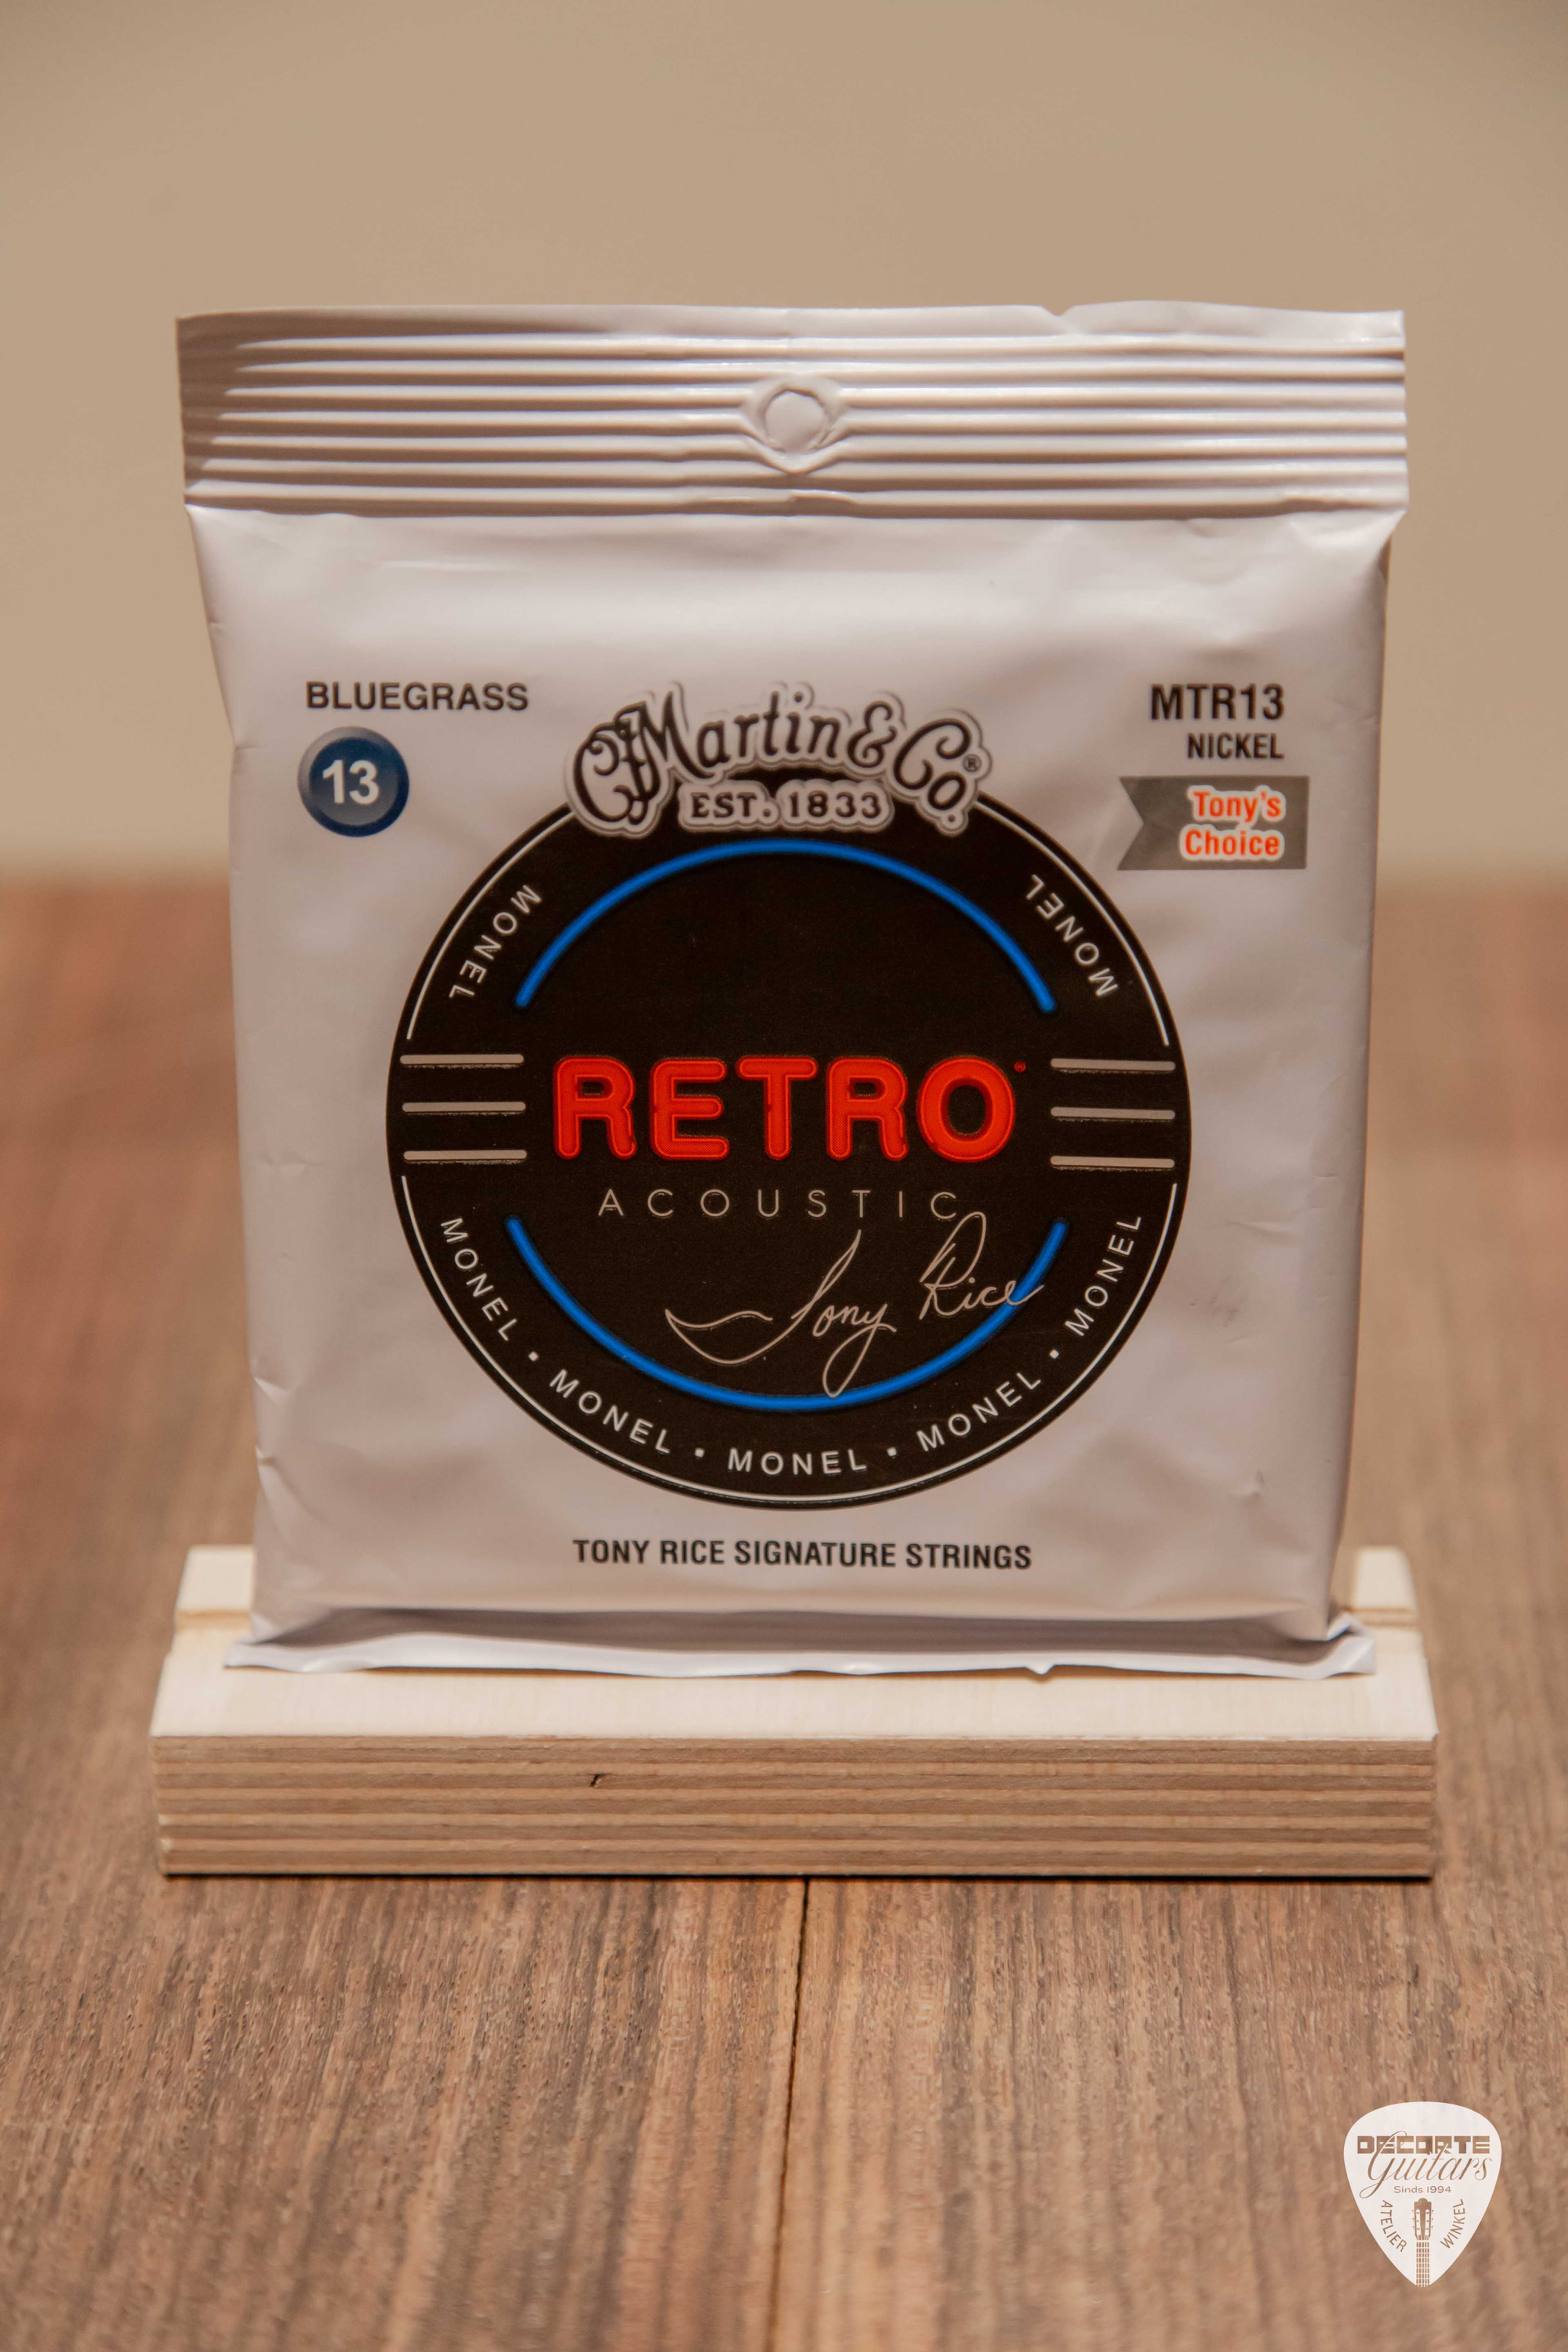 BLUEGRASS
13
CF Martin & Co.®
EST. 1833
MTR13
NICKEL
Tony's
Choice
MONEL
MONEL
RETRO
ACOUSTIC
Tony Rice
MONEL • MONEL • MONEL • MONEL • MONEL
TONY RICE SIGNATURE STRINGS
DECORTE
Guitars
Sinds 1994
ATELIER
WINKEL